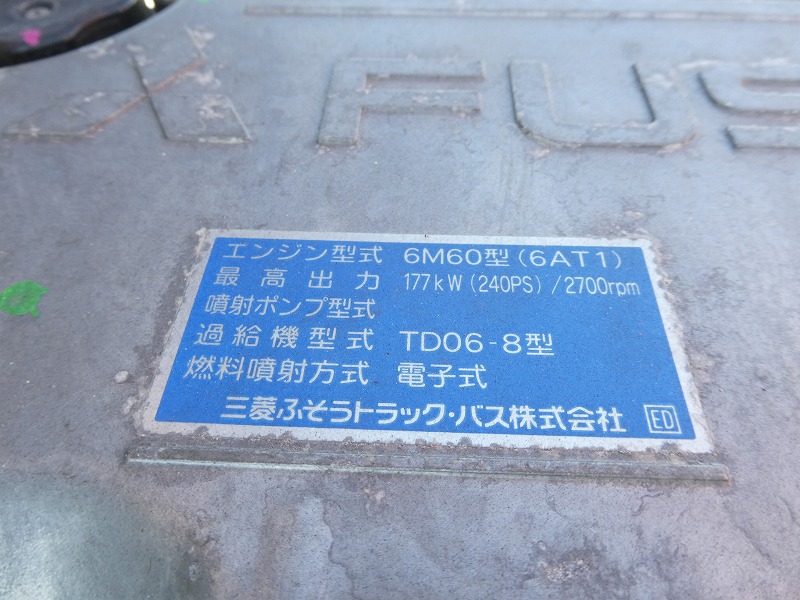 FUS
エンジン型式 6M60型(6AT1)
最高出力 177kW(240PS)/2700rpm
噴射ポンプ型式
過給機型式 TD06-8型
燃料噴射方式 電子式
三菱ふそうトラック・バス株式会社 ED